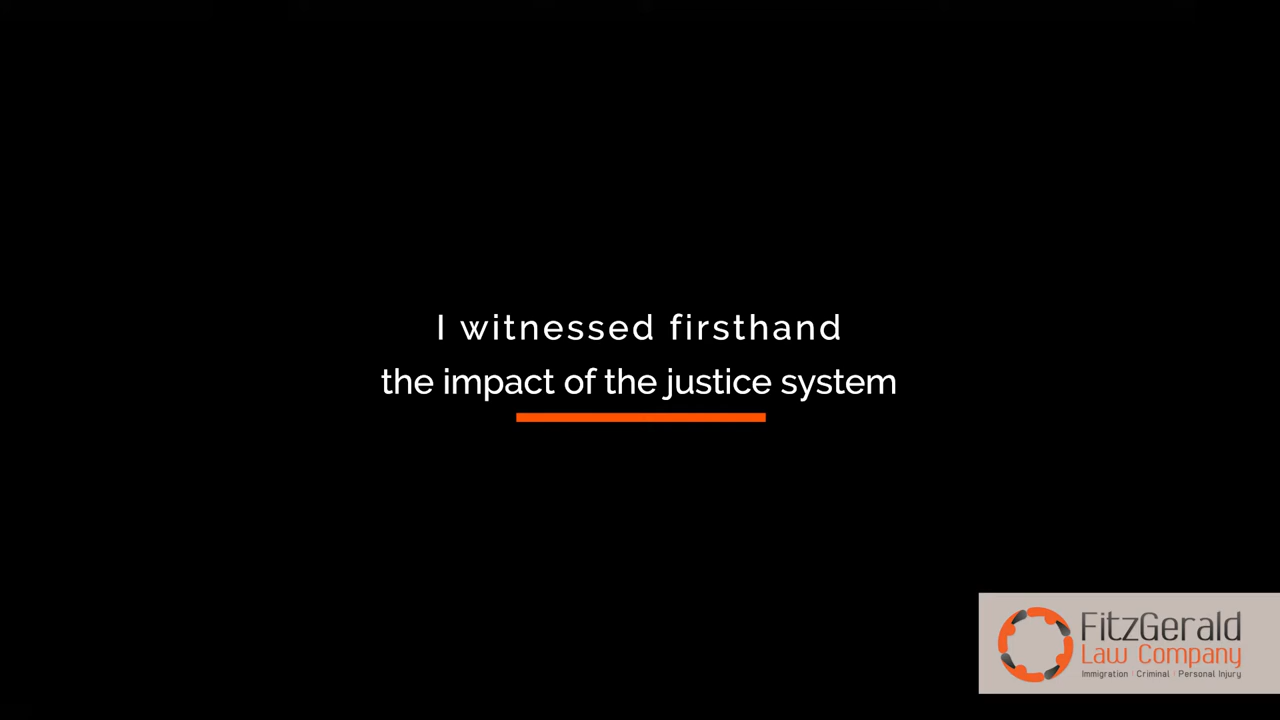 I witnessed firsthand
the impact of the justice system
FitzGerald
Law Company
Immigration | Criminal | Personal Injury